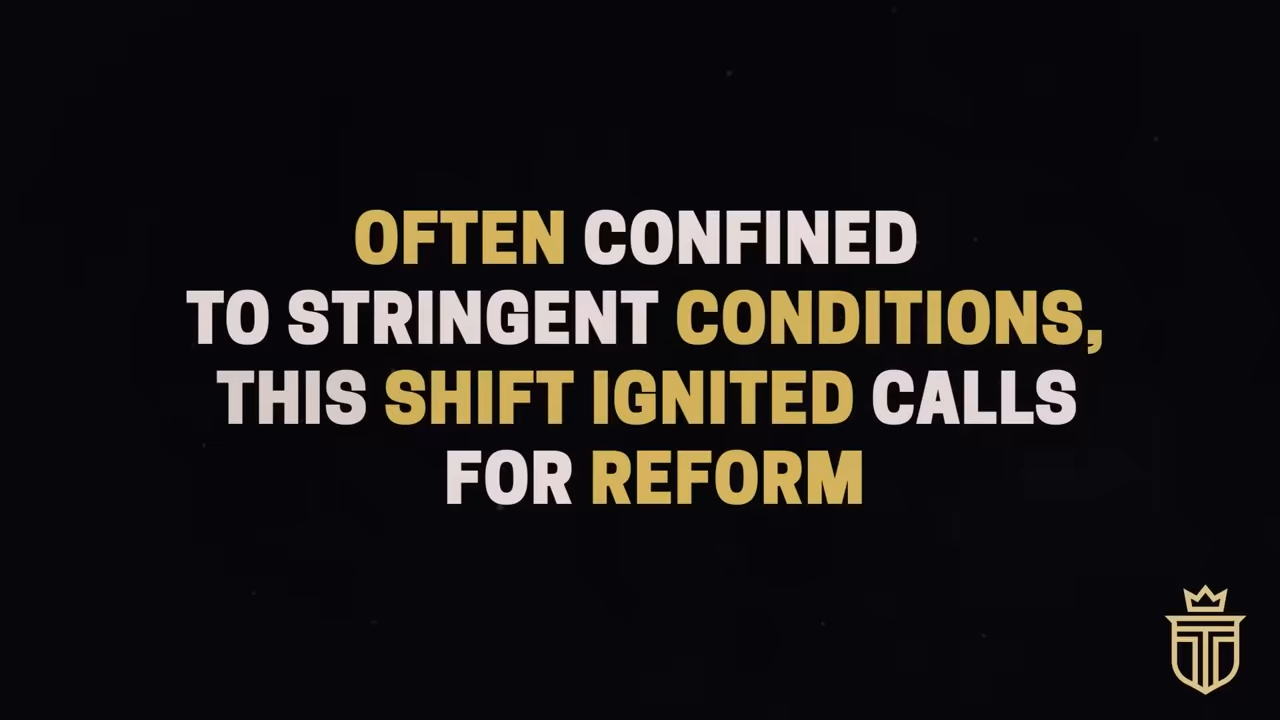 OFTEN CONFINED
TO STRINGENT CONDITIONS,
THIS SHIFT IGNITED CALLS
FOR REFORM